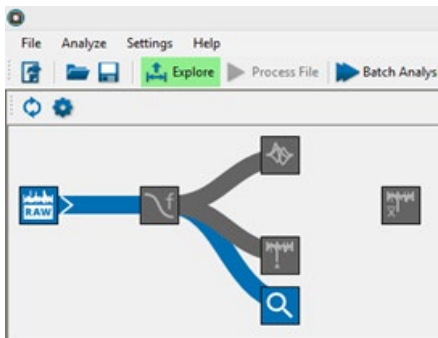 File Analyze Settings Help
Explore Process File Batch Analys
RAW
f
x̄